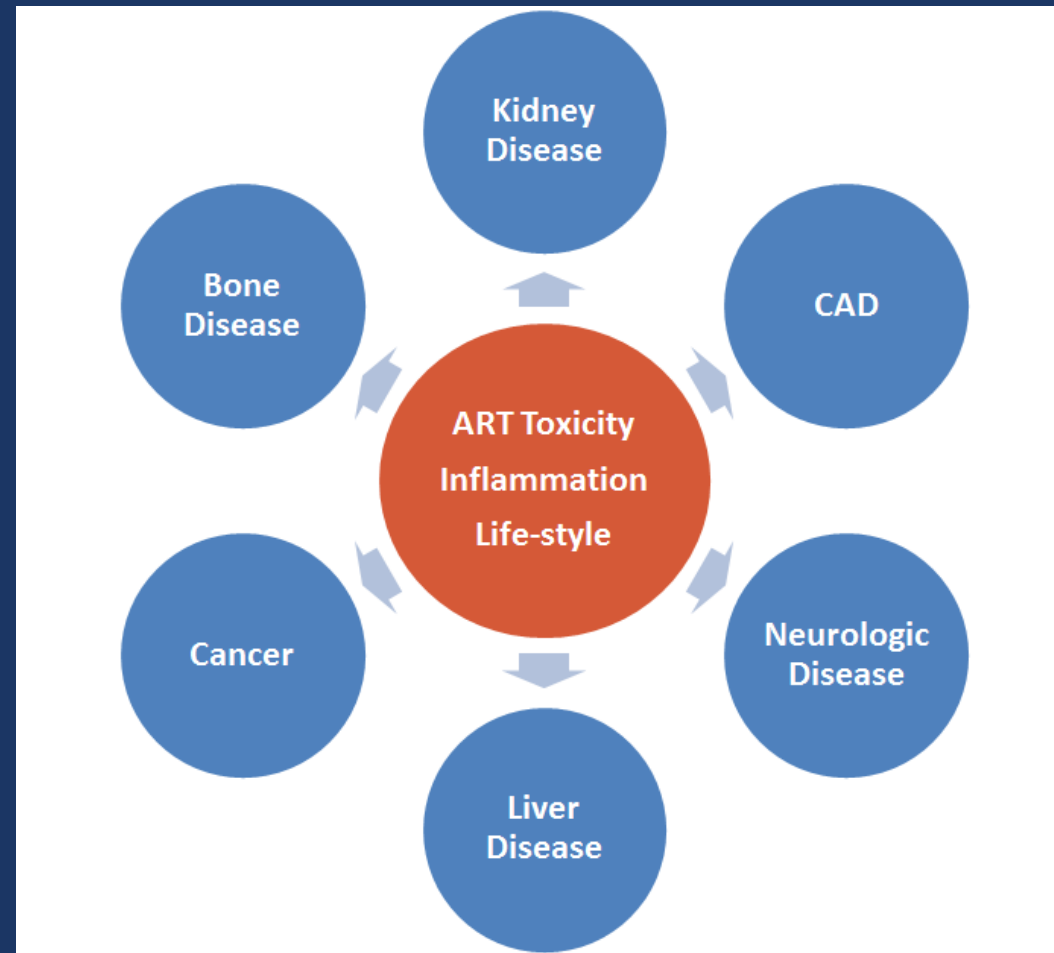 Kidney
Disease
CAD
Bone
Disease
ART Toxicity
Inflammation
Life-style
Neurologic
Disease
Cancer
Liver
Disease